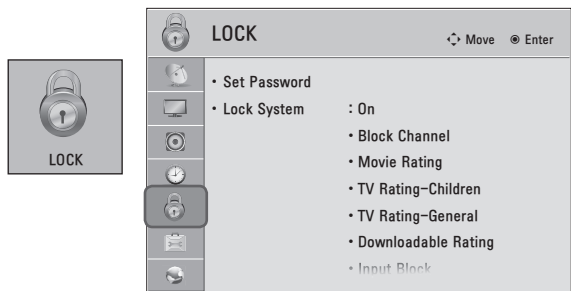 LOCK
LOCK
Move Enter
• Set Password
• Lock System : On
• Block Channel
• Movie Rating
• TV Rating-Children
• TV Rating-General
• Downloadable Rating
• Input Block